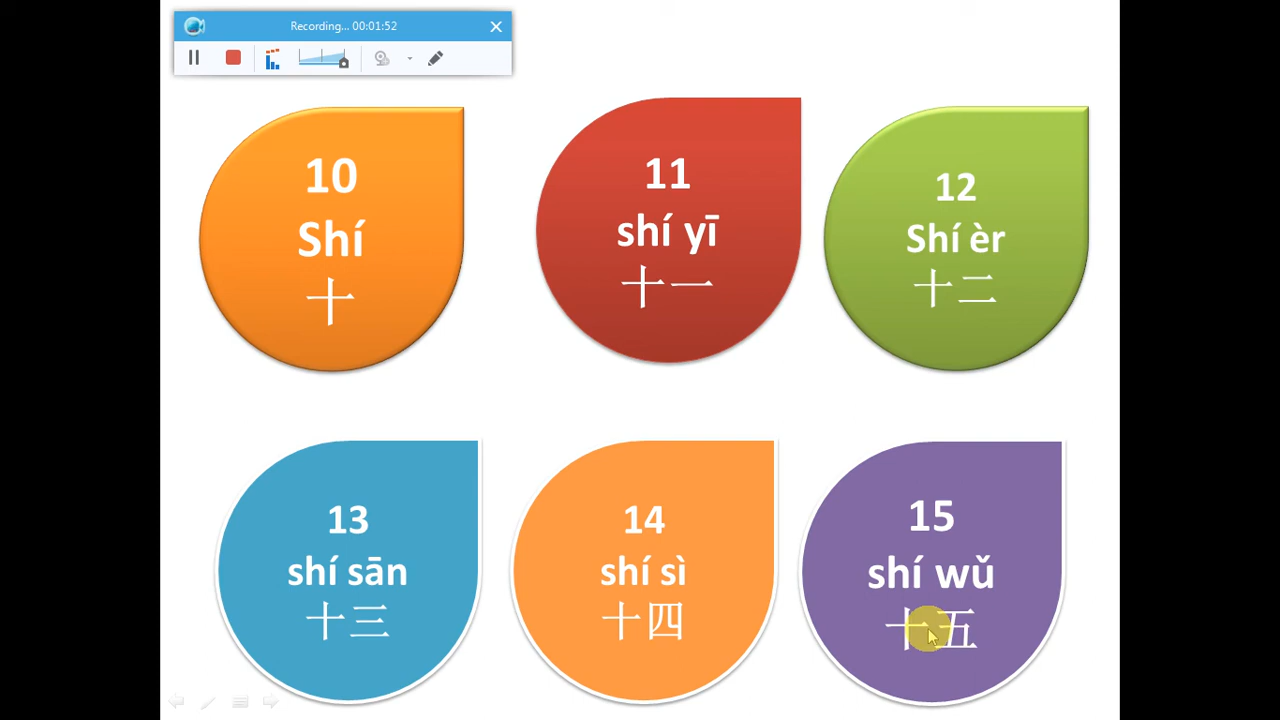 Recording... 00:01:52
10
Shí
十
11
shí yī
十一
12
Shí èr
十二
13
shí sān
十三
14
shí sì
十四
15
shí wǔ
十五